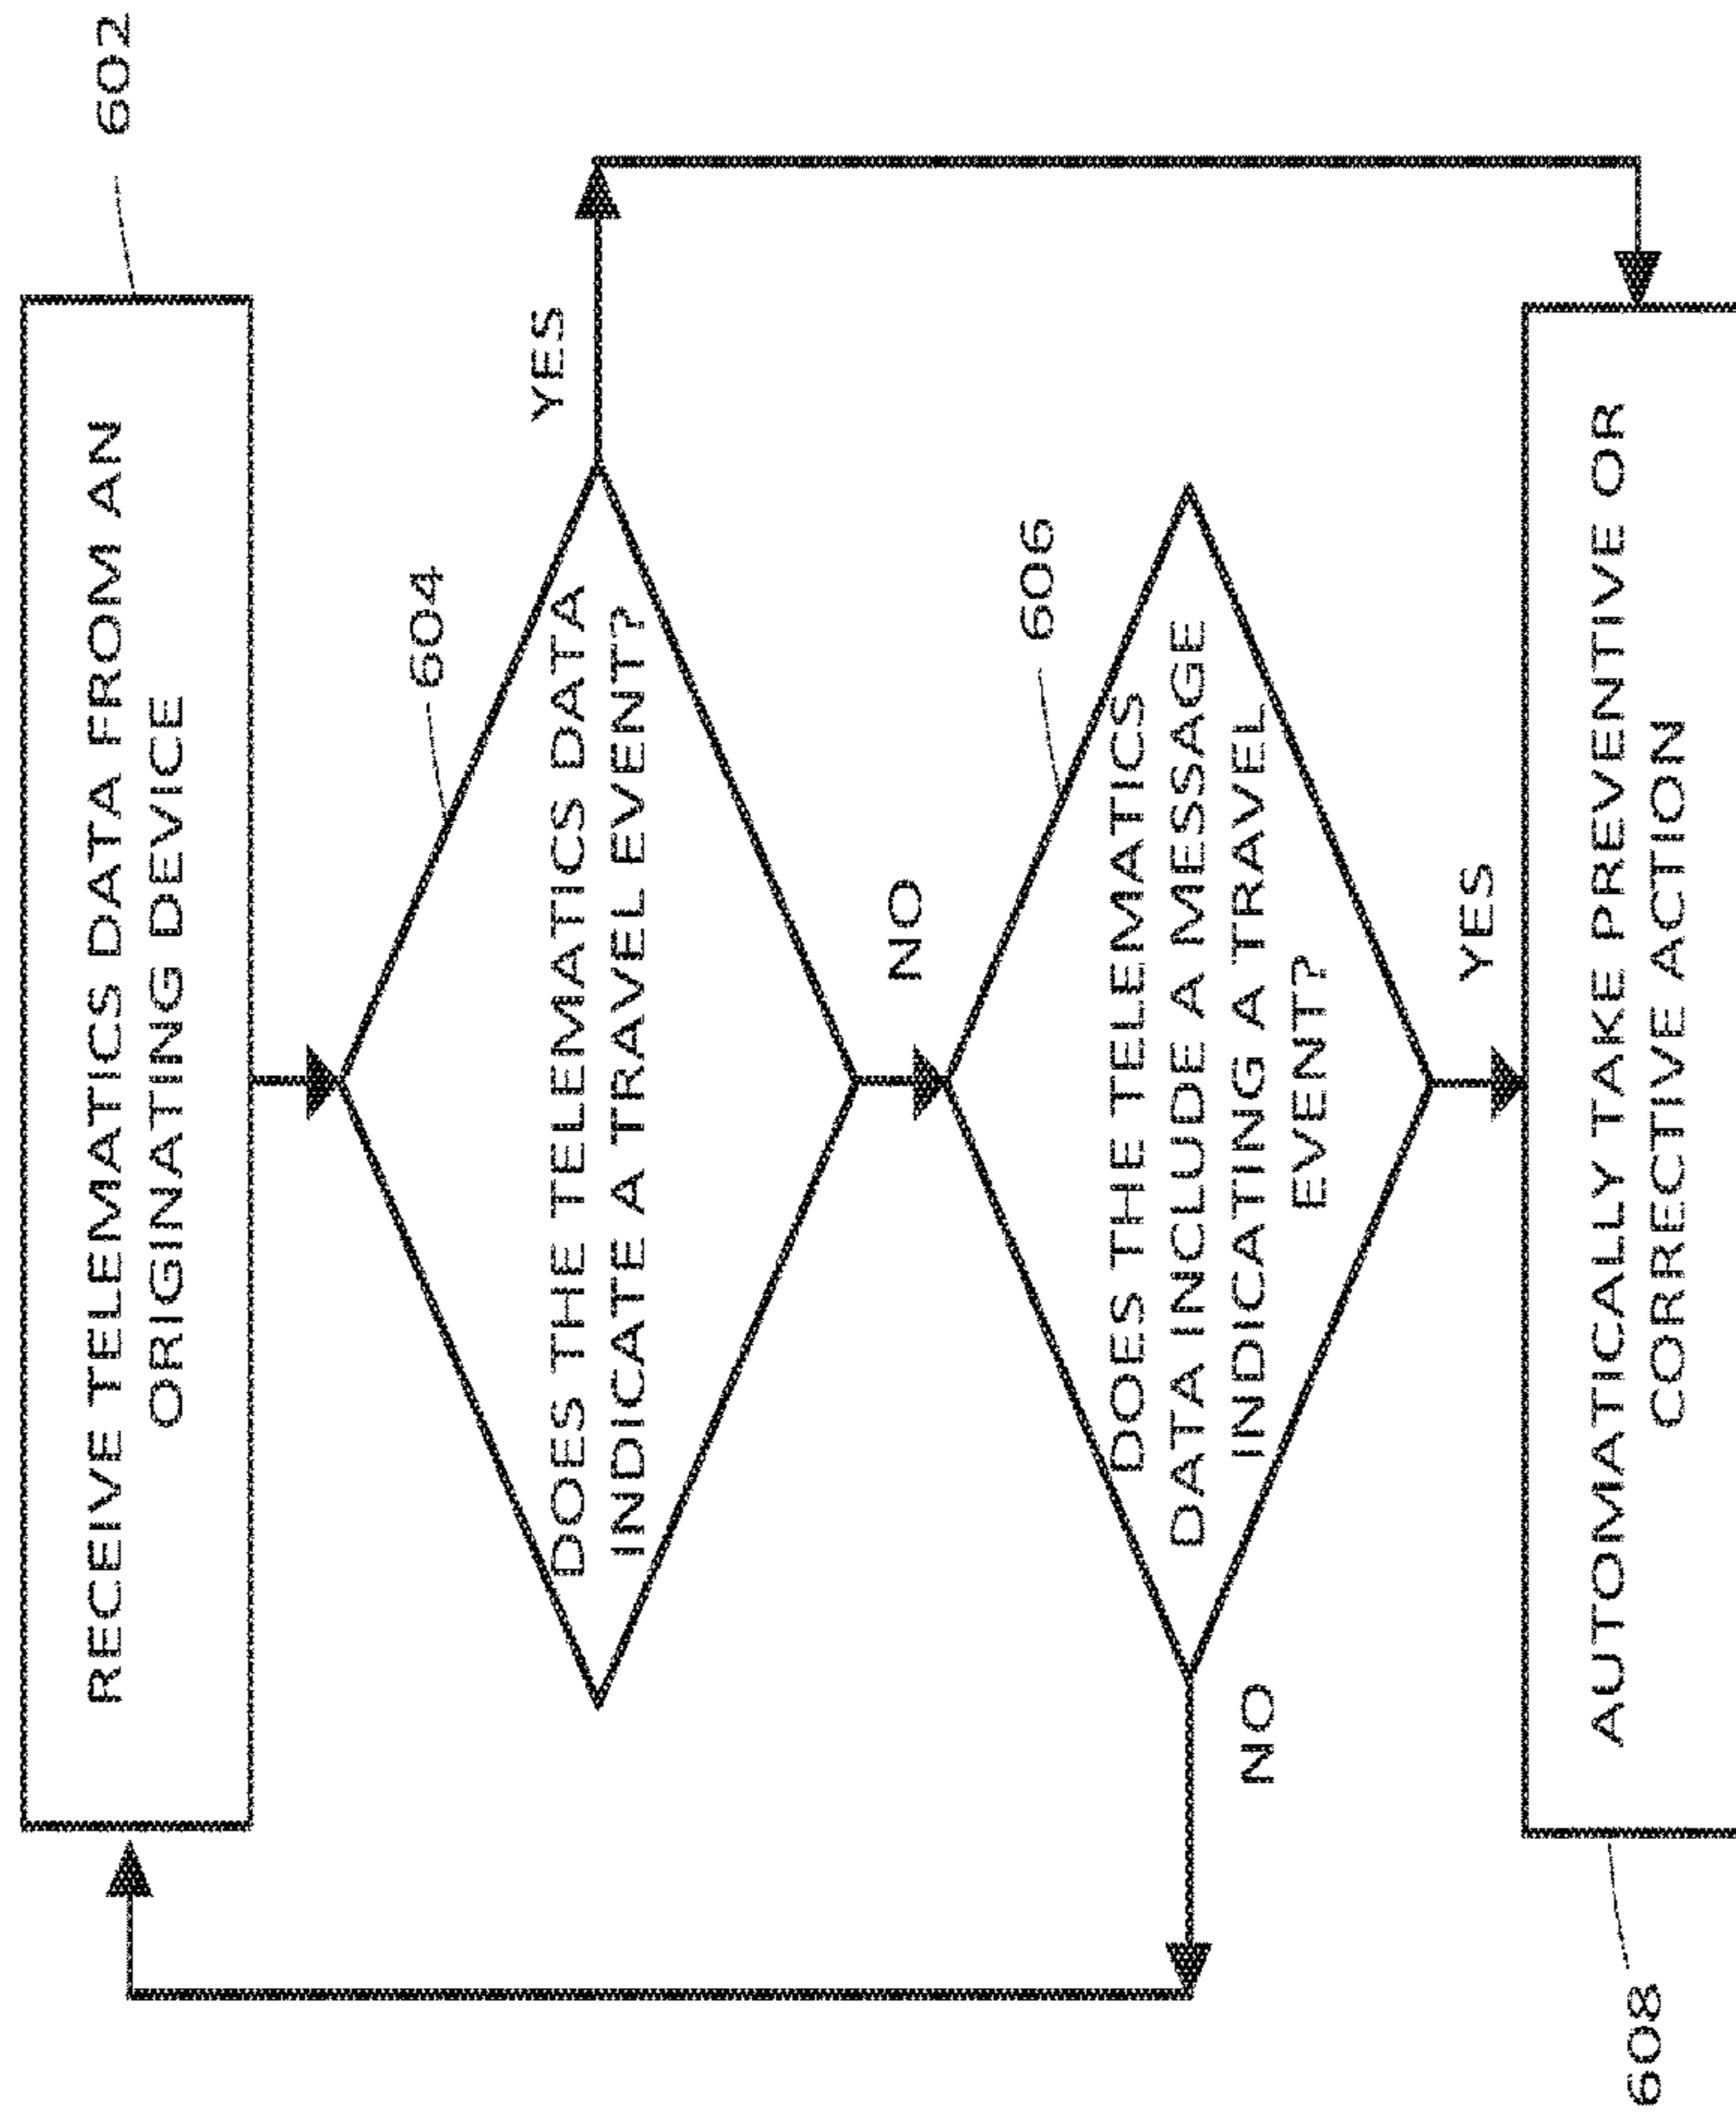 602
RECEIVE TELEMATICS DATA FROM AN
ORIGINATING DEVICE
604
DOES THE TELEMATICS DATA
INDICATE A TRAVEL EVENT?
YES
NO
606
DOES THE TELEMATICS
DATA INCLUDE A MESSAGE
INDICATING A TRAVEL
EVENT?
NO
YES
608
AUTOMATICALLY TAKE PREVENTIVE OR
CORRECTIVE ACTION